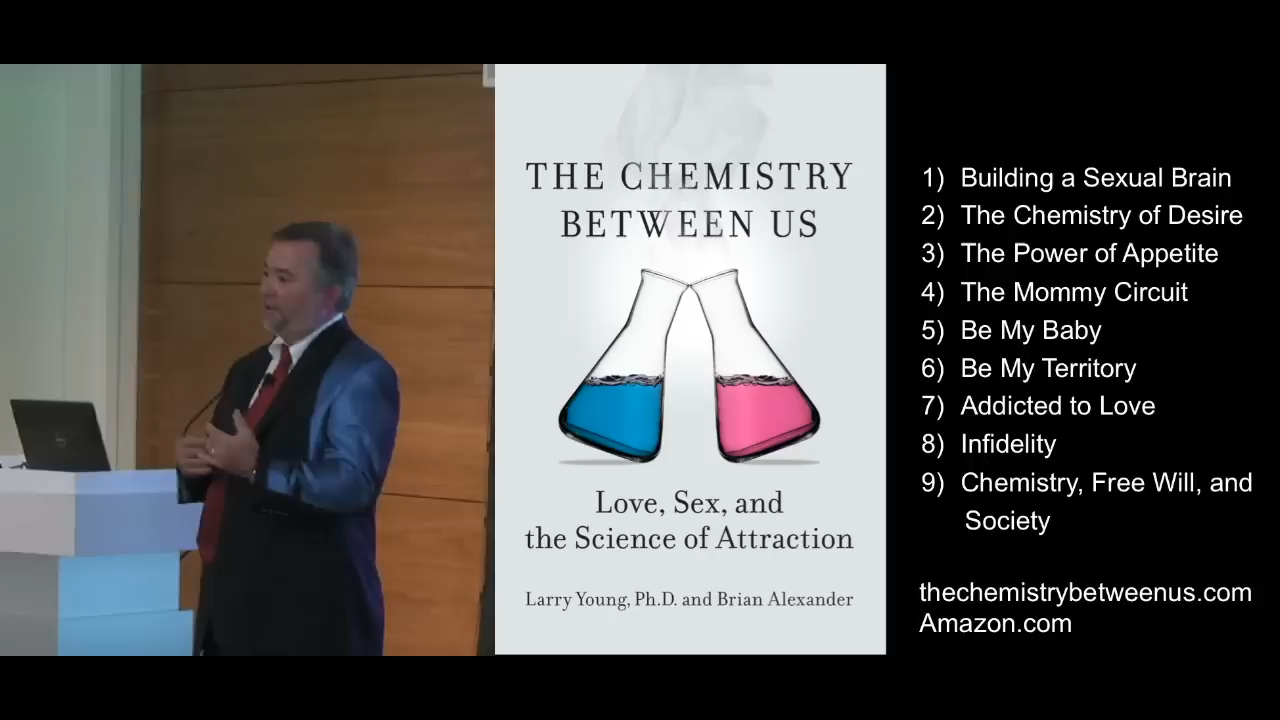 THE CHEMISTRY
BETWEEN US
Love, Sex, and
the Science of Attraction
Larry Young, Ph.D. and Brian Alexander
1) Building a Sexual Brain
2) The Chemistry of Desire
3) The Power of Appetite
4) The Mommy Circuit
5) Be My Baby
6) Be My Territory
7) Addicted to Love
8) Infidelity
9) Chemistry, Free Will, and
Society
thechemistrybetweenus.com
Amazon.com